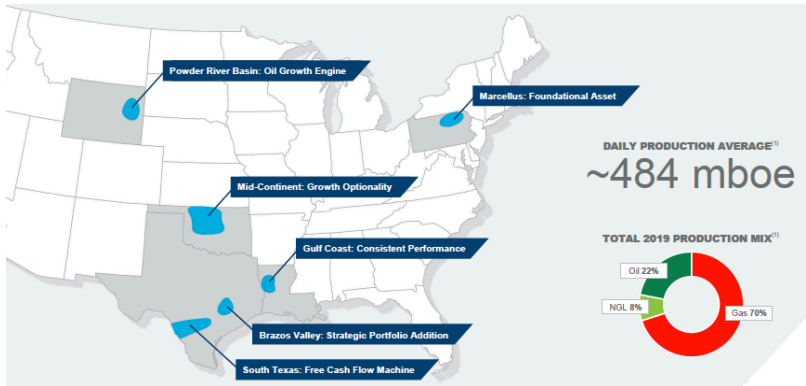 Powder River Basin: Oil Growth Engine
Marcellus: Foundational Asset
DAILY PRODUCTION AVERAGE(1)
~484 mboe
Mid-Continent: Growth Optionality
Gulf Coast: Consistent Performance
TOTAL 2019 PRODUCTION MIX(1)
Oil 22%
NGL 8%
Gas 70%
Brazos Valley: Strategic Portfolio Addition
South Texas: Free Cash Flow Machine